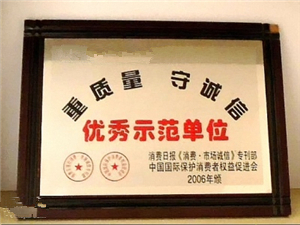 重质量 守诚信
优秀示范单位
消费日报《消费·市场诚信》专刊部
中国国际保护消费者权益促进会
2006年颁